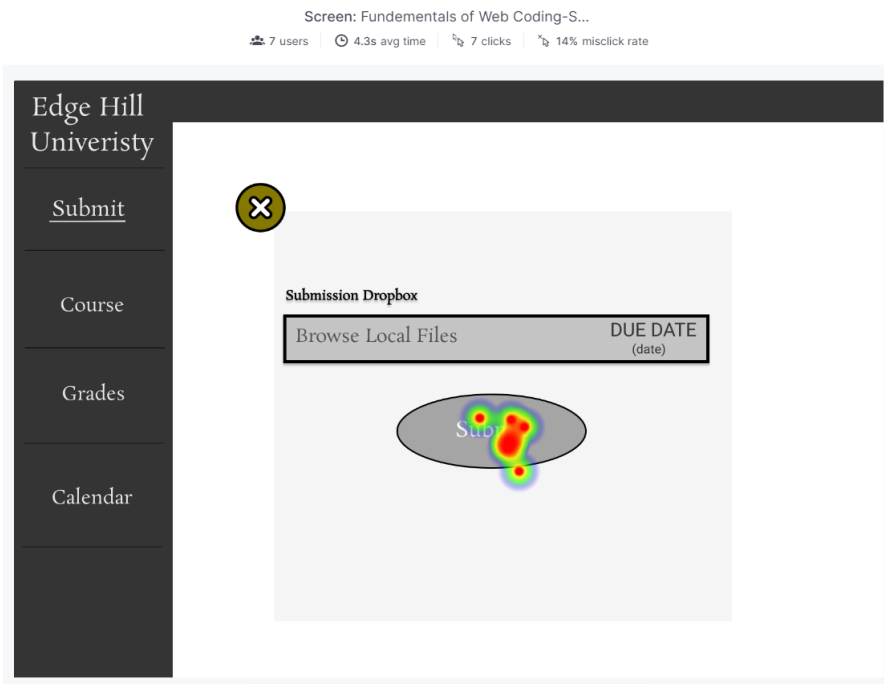 Screen: Fundementals of Web Coding-S...
7 users 4.3s avg time 7 clicks 14% misclick rate
Edge Hill
Univeristy
Submit
Course
Grades
Calendar
Submission Dropbox
Browse Local Files
DUE DATE
(date)